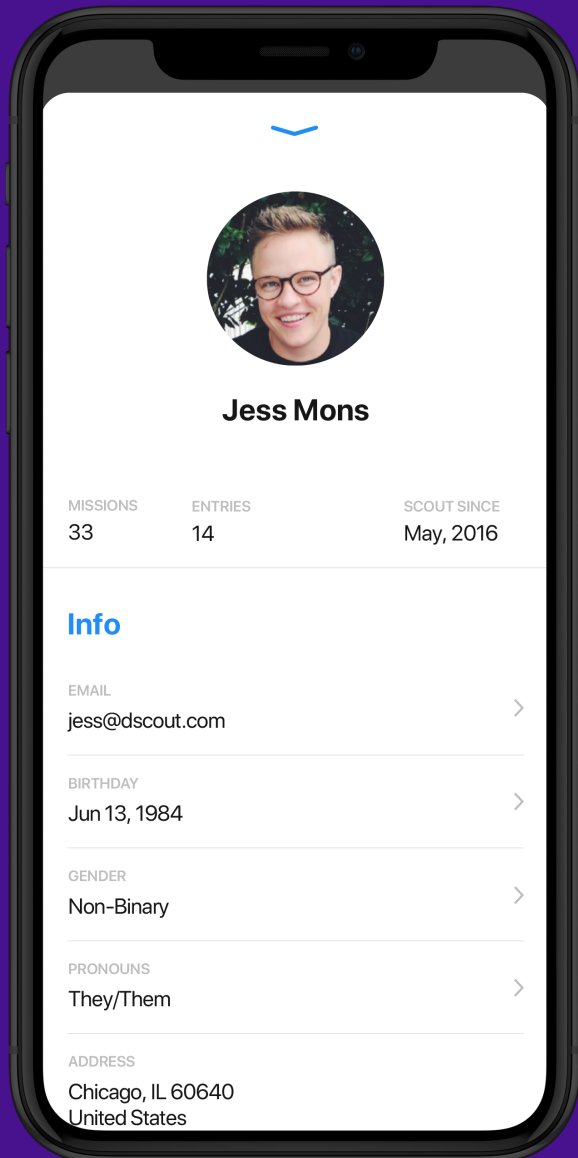 Jess Mons
MISSIONS
33
ENTRIES
14
SCOUT SINCE
May, 2016
Info
EMAIL
jess@dscout.com
BIRTHDAY
Jun 13, 1984
GENDER
Non-Binary
PRONOUNS
They/Them
ADDRESS
Chicago, IL 60640
United States